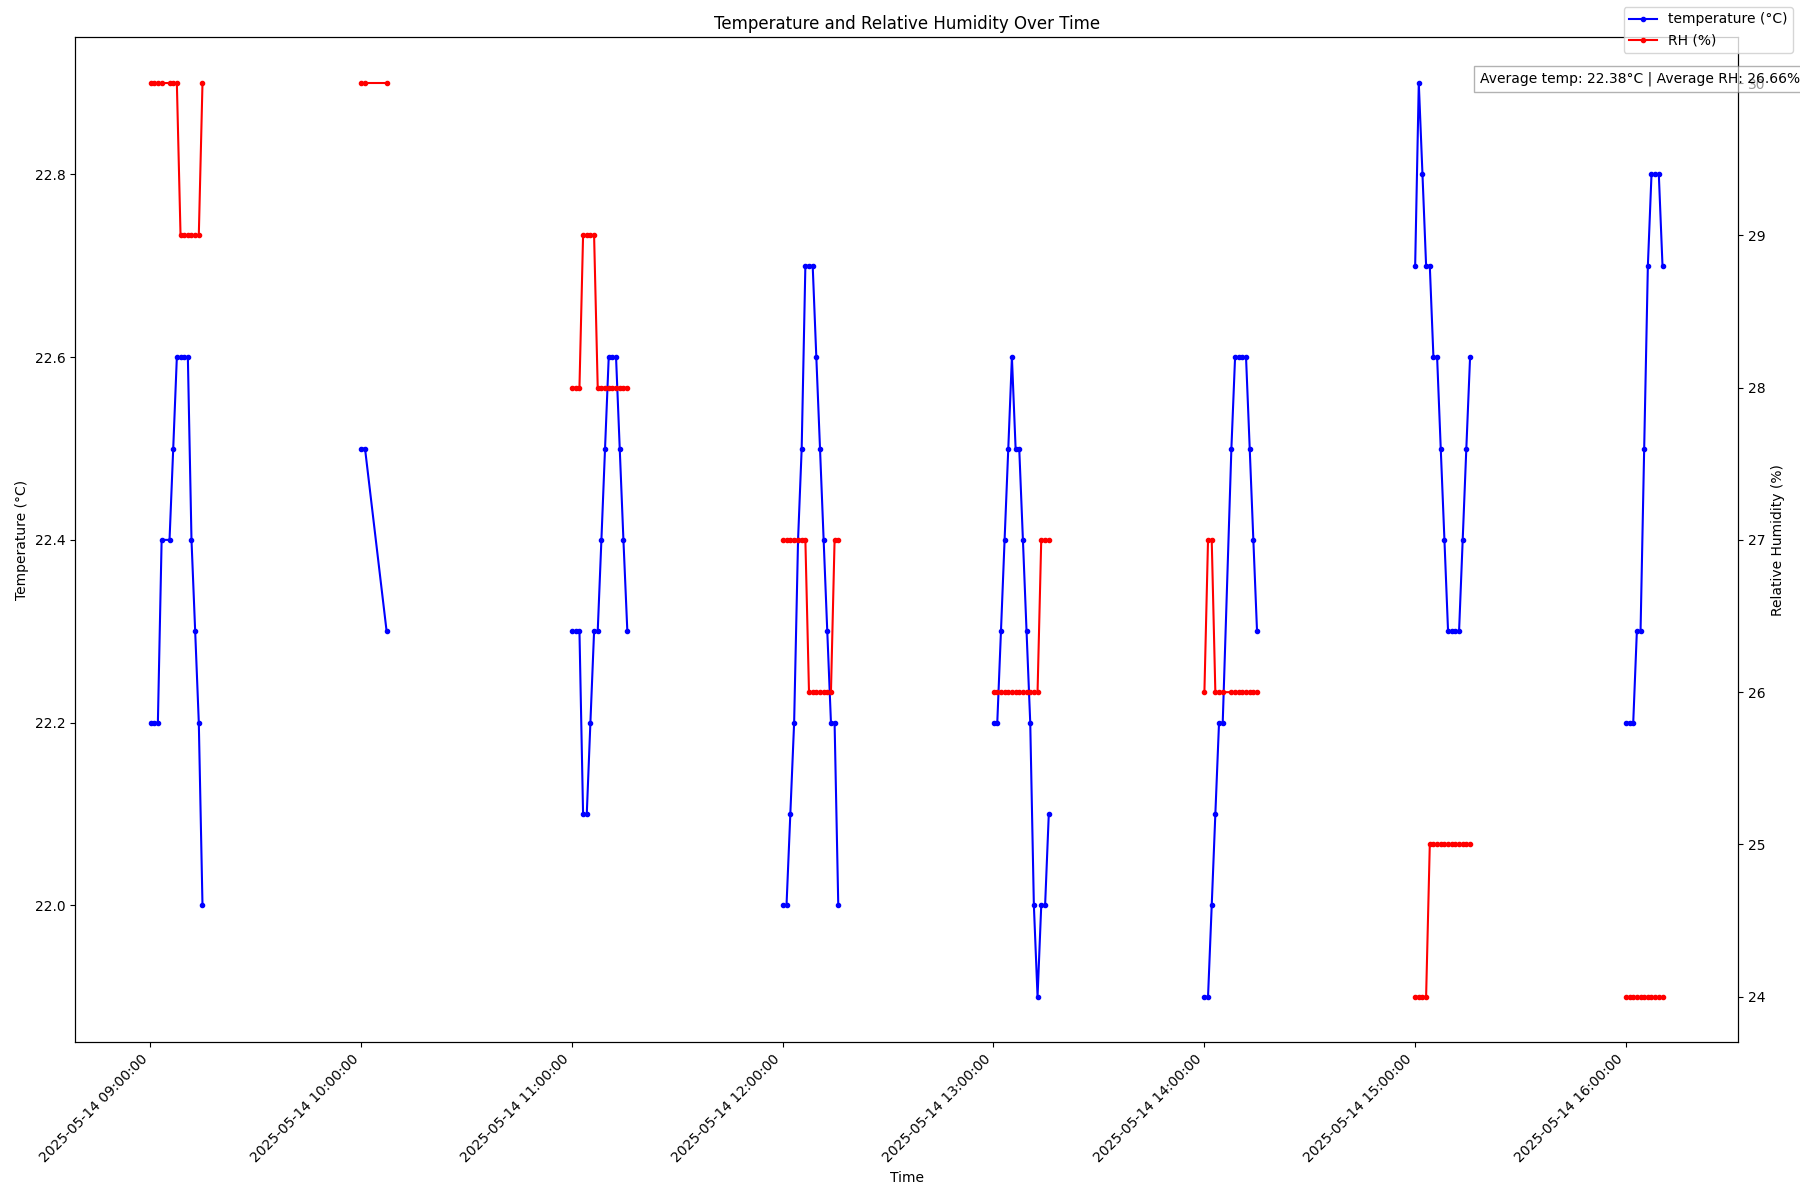 Temperature and Relative Humidity Over Time
temperature (°C)
RH (%)
Average temp: 22.38°C | Average RH: 26.66%
22.8
22.6
22.4
22.2
22.0
Temperature (°C)
30
29
28
27
26
25
24
Relative Humidity (%)
2025-05-14 09:00:00
2025-05-14 10:00:00
2025-05-14 11:00:00
2025-05-14 12:00:00
2025-05-14 13:00:00
2025-05-14 14:00:00
2025-05-14 15:00:00
2025-05-14 16:00:00
Time